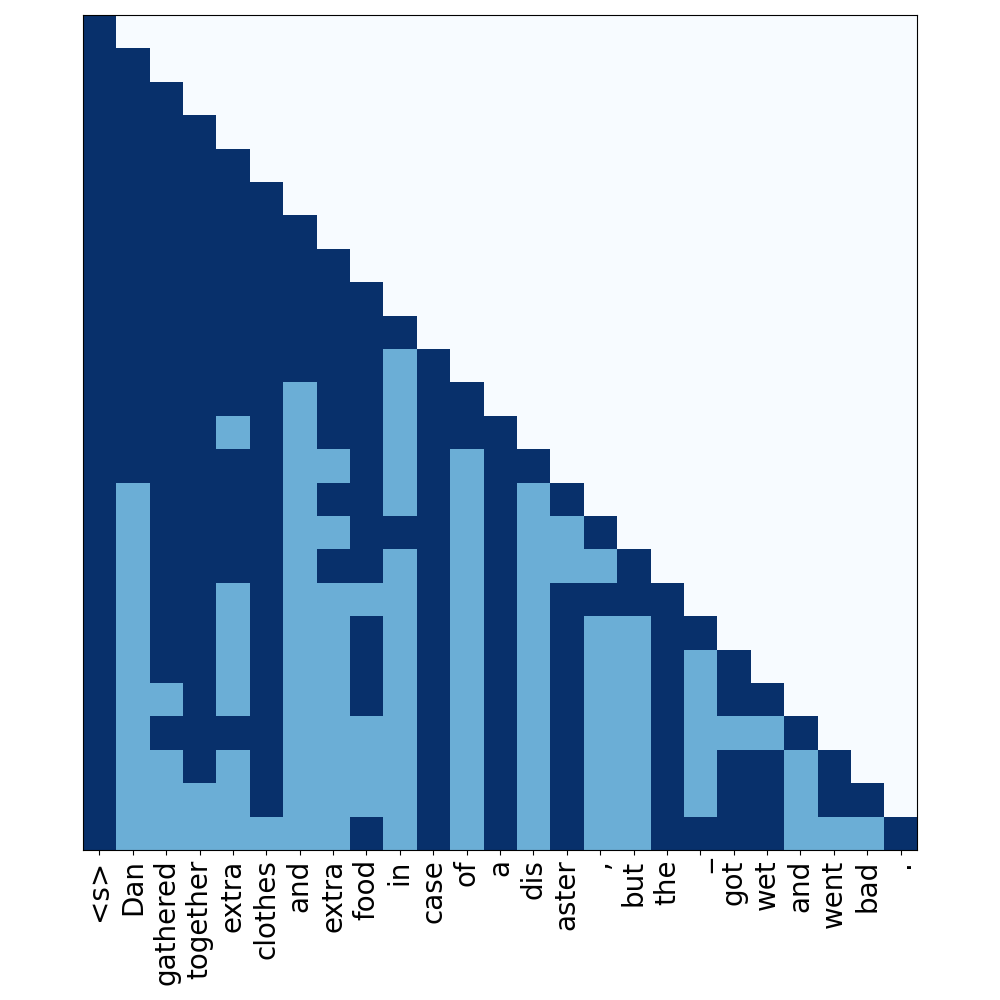 <s>
Dan
gathered
together
extra
clothes
and
extra
food
in
case
of
a
dis
aster
,
but
the
_
got
wet
and
went
bad
.